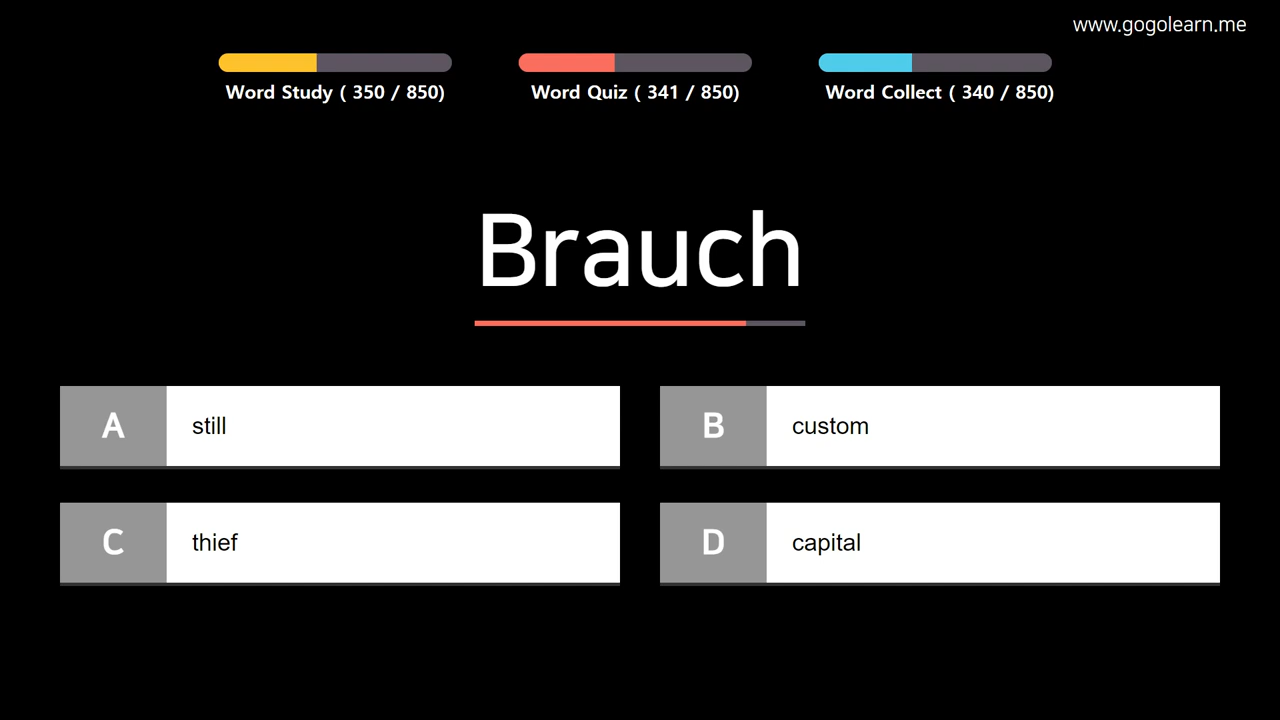 www.gogolearn.me
Word Study ( 350 / 850)
Word Quiz ( 341 / 850)
Word Collect ( 340 / 850)
Brauch
A still
B custom
C thief
D capital